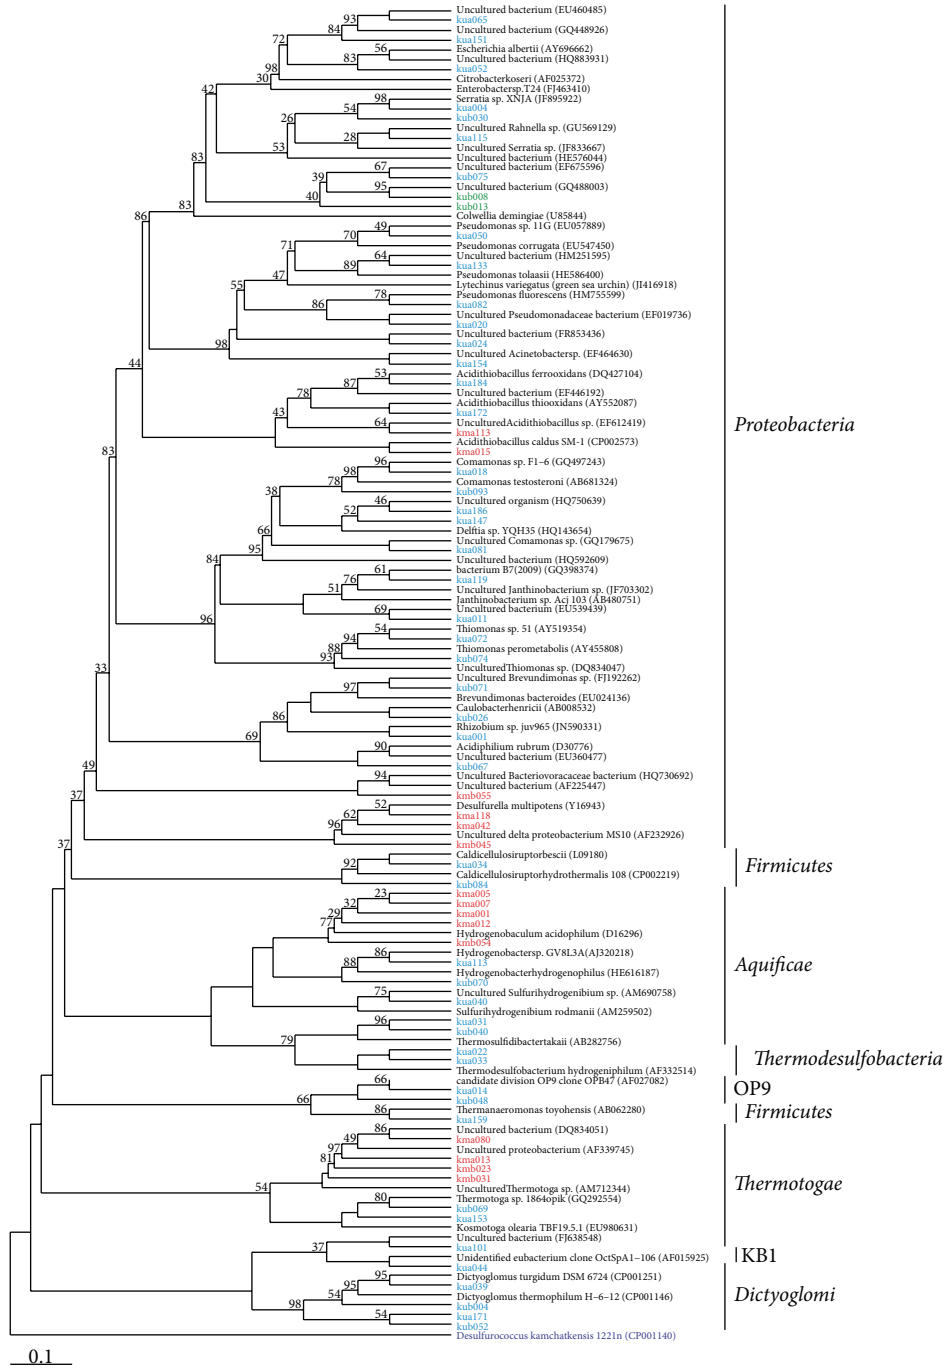 Uncultured bacterium (EU460485)
93
kua065
84
Uncultured bacterium (GQ448926)
72
kua151
56
Escherichia albertii (AY696662)
83
Uncultured bacterium (HQ883931)
98
kua052
30
Citrobacterkoseri (AF025372)
42
Enterobactersp.T24 (FJ463410)
98
Serratia sp. XNJA (JF895922)
54
kua004
26
kub030
Uncultured Rahnella sp. (GU569129)
28
kua115
53
Uncultured Serratia sp. (JF833667)
83
Uncultured bacterium (HE576044)
67
Uncultured bacterium (EF675596)
39
kub075
95
Uncultured bacterium (GQ488003)
40
kub008
83
kub013
86
Colwellia demingiae (U85844)
49
Pseudomonas sp. 11G (EU057889)
70
kua050
71
Pseudomonas corrugata (EU547450)
64
Uncultured bacterium (HM251595)
89
kua133
47
Pseudomonas tolaasii (HE586400)
55
Lytechinus variegatus (green sea urchin) (JI416918)
78
Pseudomonas fluorescens (HM755599)
86
kua082
Uncultured Pseudomonadaceae bacterium (EF019736)
kua020
Uncultured bacterium (FR853436)
98
kua024
Uncultured Acinetobactersp. (EF464630)
44
kua154
53
Acidithiobacillus ferrooxidans (DQ427104)
87
kua184
78
Uncultured bacterium (EF446192)
Acidithiobacillus thiooxidans (AY552087)
43
kua172
64
UnculturedAcidithiobacillus sp. (EF612419)
Proteobacteria
kma113
Acidithiobacillus caldus SM-1 (CP002573)
83
kma015
96
Comamonas sp. F1–6 (GQ497243)
98
kua018
78
Comamonas testosteroni (AB681324)
38
kub093
46
Uncultured organism (HQ750639)
52
kua186
kua147
66
Delftia sp. YQH35 (HQ143654)
Uncultured Comamonas sp. (GQ179675)
95
kua081
84
Uncultured bacterium (HQ592609)
61
bacterium B7(2009) (GQ398374)
76
kua119
51
Uncultured Janthinobacterium sp. (JF703302)
Janthinobacterium sp. Acj 103 (AB480751)
69
Uncultured bacterium (EU539439)
96
kua011
54
Thiomonas sp. 51 (AY519354)
94
kua072
88
Thiomonas perometabolis (AY455808)
93
kub074
33
UnculturedThiomonas sp. (DQ834047)
Uncultured Brevundimonas sp. (FJ192262)
97
kub071
Brevundimonas bacteroides (EU024136)
Caulobacterhenricii (AB008532)
86
kub026
Rhizobium sp. juv965 (JN590331)
69
kua001
90
Acidiphilium rubrum (D30776)
Uncultured bacterium (EU360477)
49
kub067
94
Uncultured Bacteriovoracaceae bacterium (HQ730692)
Uncultured bacterium (AF225447)
37
kmb055
52
Desulfurella multipotens (Y16943)
62
kma118
96
kma042
Uncultured delta proteobacterium MS10 (AF232926)
37
kmb045
Caldicellulosiruptorbescii (L09180)
92
kua034
Firmicutes
Caldicellulosiruptorhydrothermalis 108 (CP002219)
kub084
23
kma005
32
kma007
29
kma001
77
kma012
Hydrogenobaculum acidophilum (D16296)
kmb054
86
Hydrogenobactersp. GV8L3A(AJ320218)
88
kua113
Aquificae
Hydrogenobacterhydrogenophilus (HE616187)
kub070
75
Uncultured Sulfurihydrogenibium sp. (AM690758)
kua040
Sulfurihydrogenibium rodmanii (AM259502)
96
kua031
kub040
79
Thermosulfidibactertakaii (AB282756)
kua022
kua033
Thermodesulfobacteria
Thermodesulfobacterium hydrogeniphilum (AF332514)
66
candidate division OP9 clone OPB47 (AF027082)
kua014
OP9
66
kub048
86
Thermanaeromonas toyohensis (AB062280)
kua159
Firmicutes
86
Uncultured bacterium (DQ834051)
49
kma080
97
Uncultured proteobacterium (AF339745)
81
kma013
kmb023
kmb031
54
UnculturedThermotoga sp. (AM712344)
Thermotogae
80
Thermotoga sp. 1864opik(GQ292554)
kub069
kua153
Kosmotoga olearia TBF19.5.1 (EU980631)
Uncultured bacterium (FJ638548)
37
kua101
KB1
Unidentified eubacterium clone OctSpA1–106 (AF015925)
kua044
95
Dictyoglomus turgidum DSM 6724 (CP001251)
95
kua039
54
Dictyoglomus thermophilum H–6–12 (CP001146)
Dictyoglomi
98
kub004
54
kua171
kub052
Desulfurococcus kamchatkensis 1221n (CP001140)
0.1